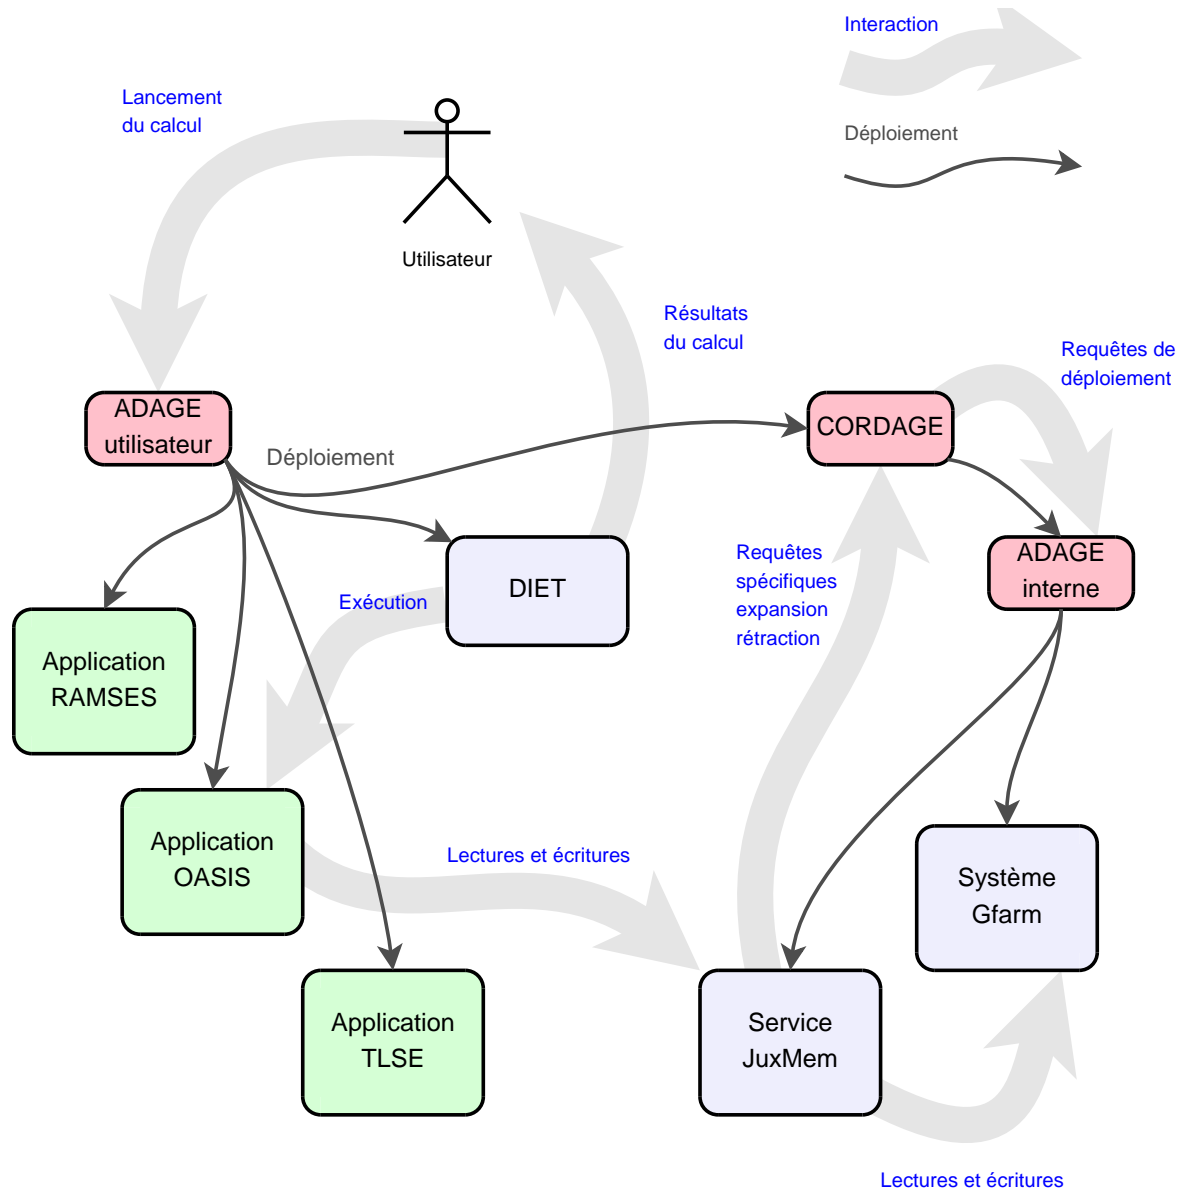 Interaction
Lancement
du calcul
Déploiement
Utilisateur
Résultats
du calcul
Requêtes de
déploiement
ADAGE
utilisateur
CORDAGE
Déploiement
Requêtes
spécifiques
expansion
rétraction
ADAGE
interne
DIET
Exécution
Application
RAMSES
Application
OASIS
Lectures et écritures
Système
Gfarm
Application
TLSE
Service
JuxMem
Lectures et écritures